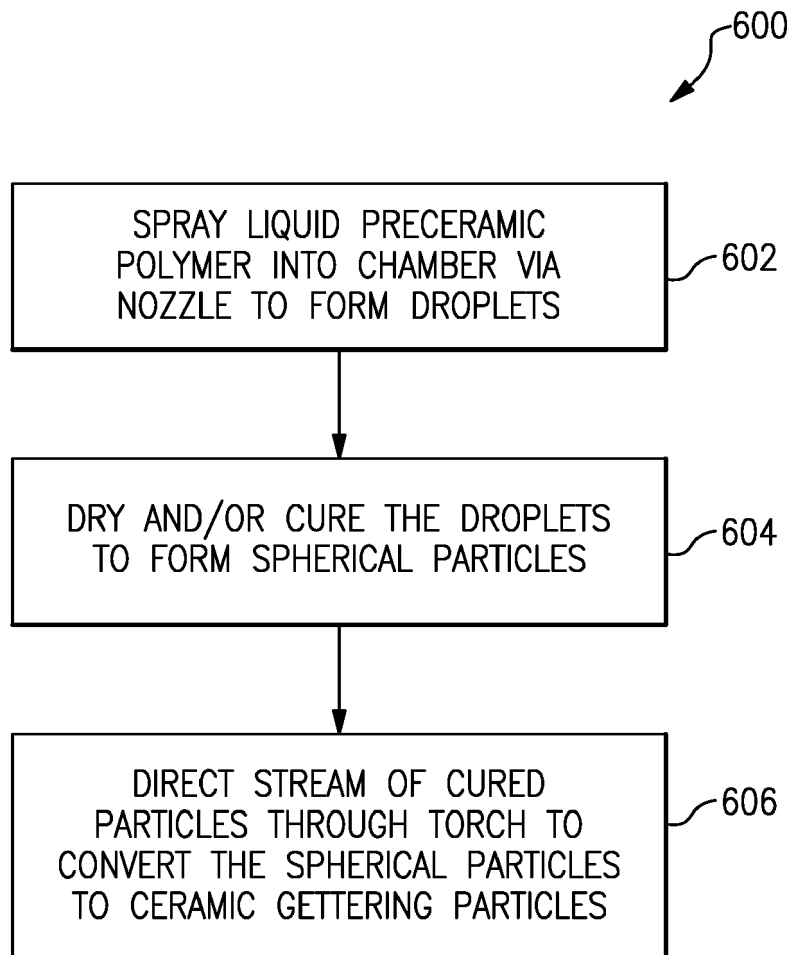 600
SPRAY LIQUID PRECERAMIC
POLYMER INTO CHAMBER VIA
NOZZLE TO FORM DROPLETS
602
DRY AND/OR CURE THE DROPLETS
TO FORM SPHERICAL PARTICLES
604
DIRECT STREAM OF CURED
PARTICLES THROUGH TORCH TO
CONVERT THE SPHERICAL PARTICLES
TO CERAMIC GETTERING PARTICLES
606